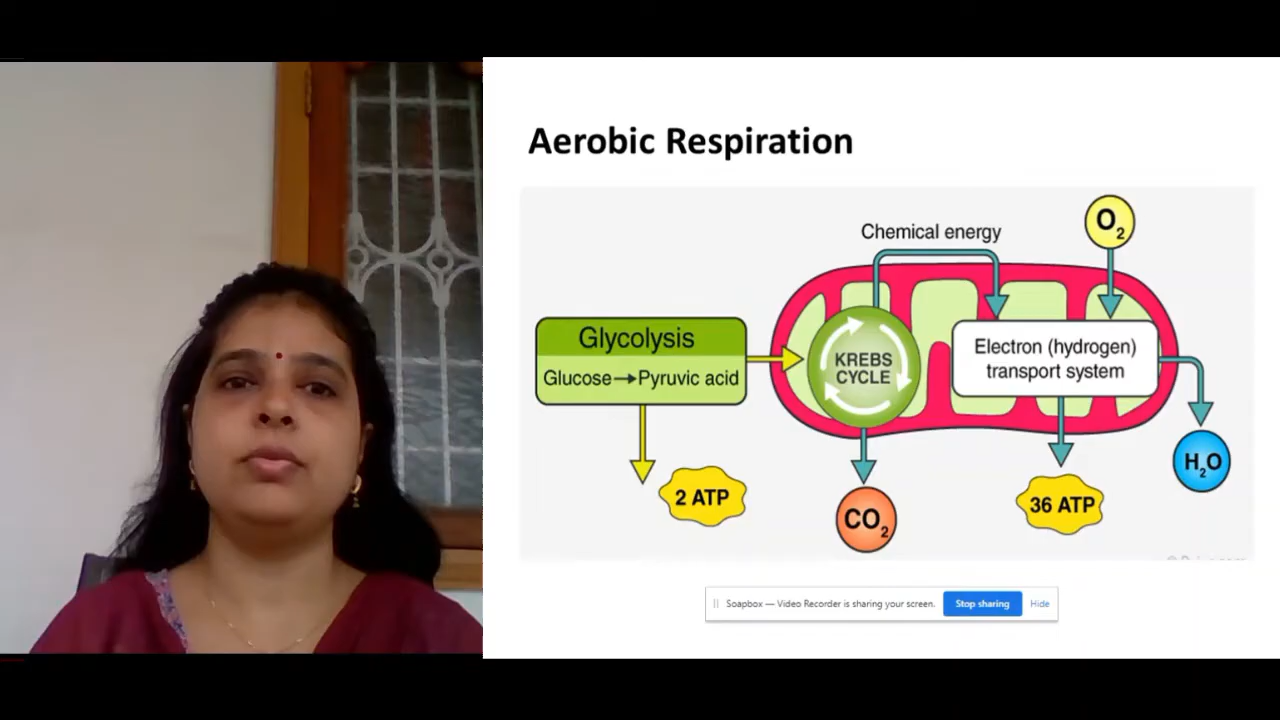 Aerobic Respiration
Chemical energy
O₂
Glycolysis
Glucose→Pyruvic acid
KREBS
CYCLE
Electron (hydrogen)
transport system
2 ATP
CO₂
36 ATP
H₂O
Soapbox — Video Recorder is sharing your screen.
Stop sharing
Hide